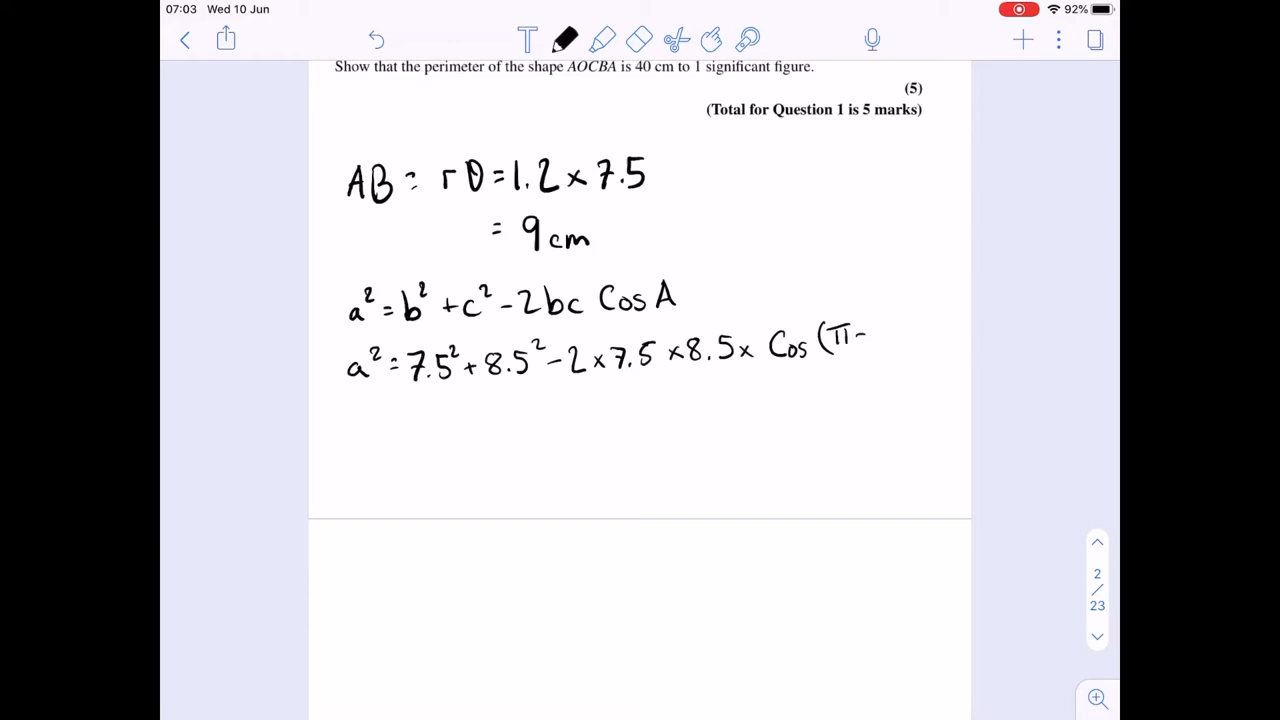 07:03 Wed 10 Jun
92%
T
Show that the perimeter of the shape AOCBA is 40 cm to 1 significant figure.
(5)
(Total for Question 1 is 5 marks)
AB = rθ = 1.2 × 7.5
= 9 cm
a² = b² + c² - 2bc Cos A
a² = 7.5² + 8.5² - 2 × 7.5 × 8.5 × Cos (π -
2
/
23